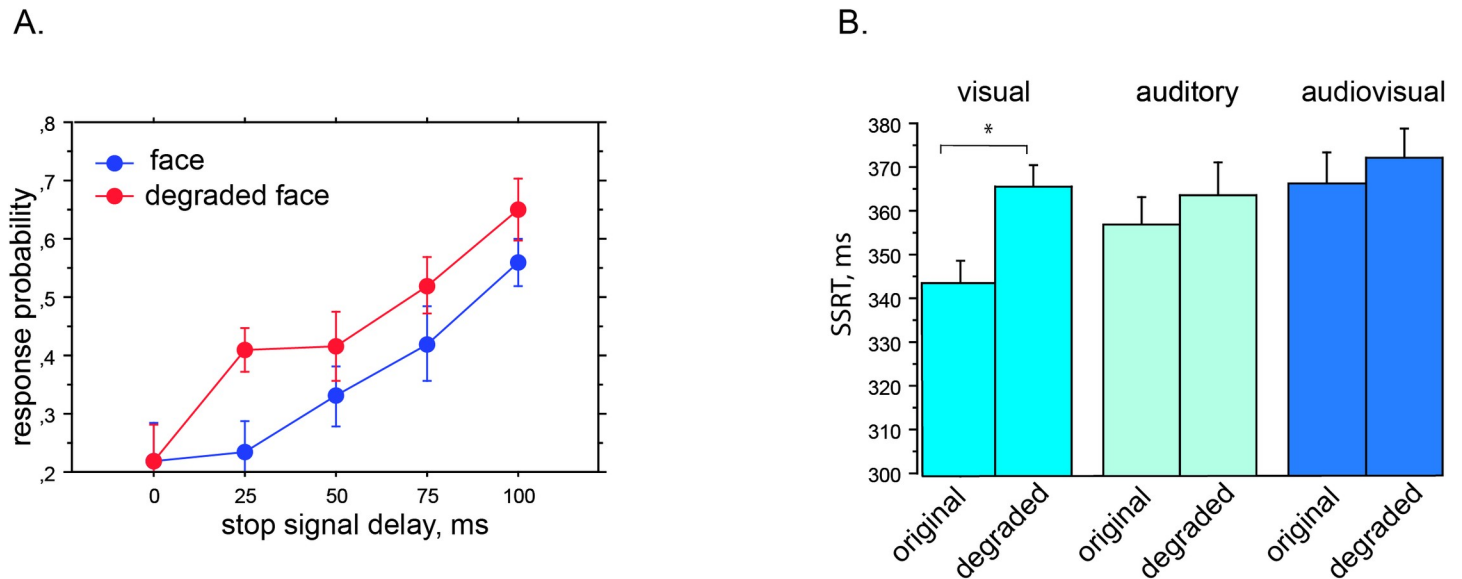 A.
,8
,7
,6
,5
,4
,3
,2
response probability
face
degraded face
0 25 50 75 100
stop signal delay, ms
B.
visual auditory audiovisual
*
380
370
360
350
340
330
320
310
300
SSRT, ms
original degraded original degraded original degraded